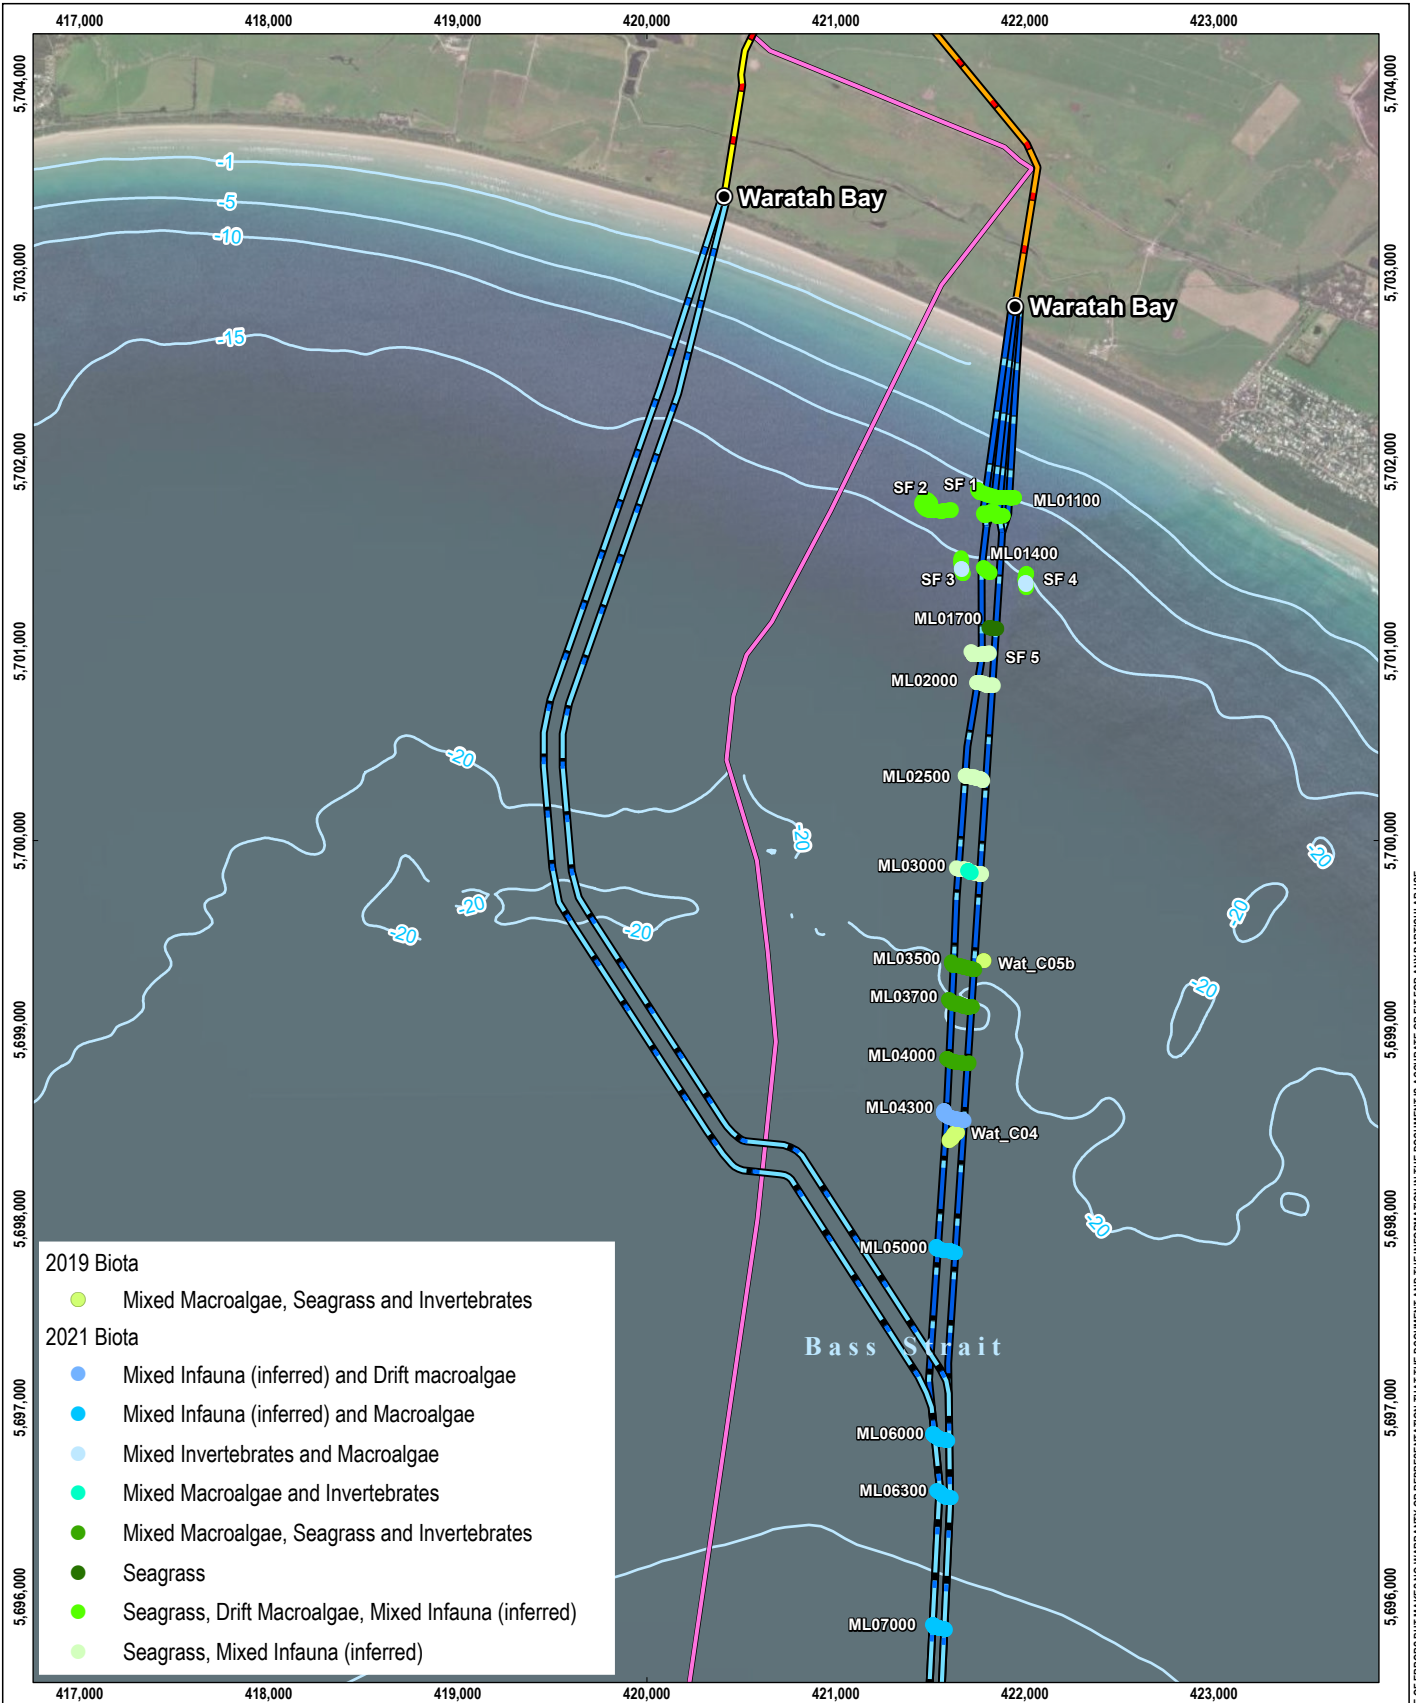 417,000 418,000 419,000 420,000 421,000 422,000 423,000
5,704,000
5,704,000
-1
-5
Waratah Bay
-10
5,703,000
5,703,000
Waratah Bay
-15
5,702,000
5,702,000
SF 2
SF 1
ML01100
ML01400
SF 3
SF 4
ML01700
5,701,000
5,701,000
SF 5
ML02000
-20
ML02500
-20
5,700,000
5,700,000
-20
ML03000
-20
-20
-20
-20
ML03500
Wat_C05b
-20
ML03700
5,699,000
5,699,000
ML04000
ML04300
Wat_C04
5,698,000
5,698,000
-20
ML05000
Bass Strait
5,697,000
5,697,000
ML06000
ML06300
5,696,000
5,696,000
ML07000
2019 Biota
Mixed Macroalgae, Seagrass and Invertebrates
2021 Biota
Mixed Infauna (inferred) and Drift macroalgae
Mixed Infauna (inferred) and Macroalgae
Mixed Invertebrates and Macroalgae
Mixed Macroalgae and Invertebrates
Mixed Macroalgae, Seagrass and Invertebrates
Seagrass
Seagrass, Drift Macroalgae, Mixed Infauna (inferred)
Seagrass, Mixed Infauna (inferred)
417,000 418,000 419,000 420,000 421,000 422,000 423,000